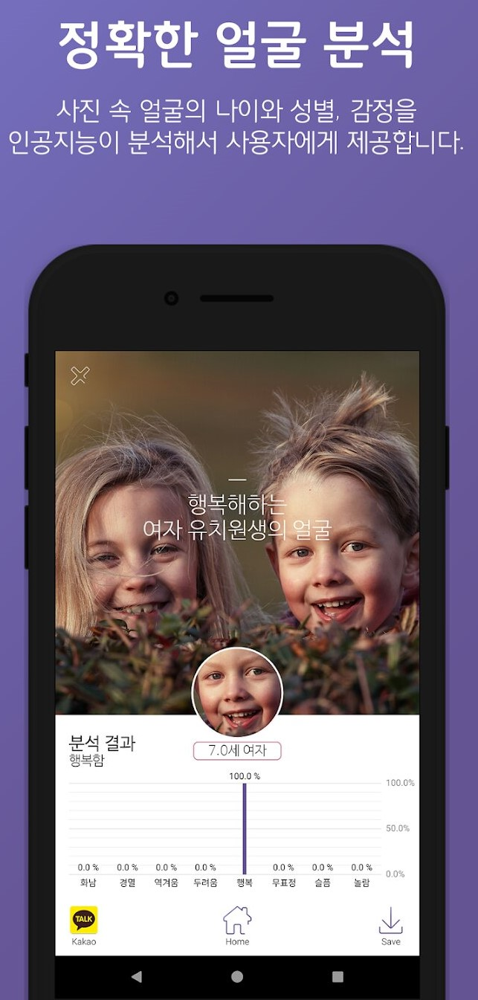 정확한 얼굴 분석
사진 속 얼굴의 나이와 성별, 감정을
인공지능이 분석해서 사용자에게 제공합니다.
행복해하는
여자 유치원생의 얼굴
분석 결과
행복함
7.0세 여자
100.0 %
100.0%
50.0%
0.0%
0.0 % 0.0 % 0.0 % 0.0 % 0.0 % 0.0 % 0.0 %
화남 경멸 역겨움 두려움 행복 무표정 슬픔 놀람
TALK
Kakao Home Save